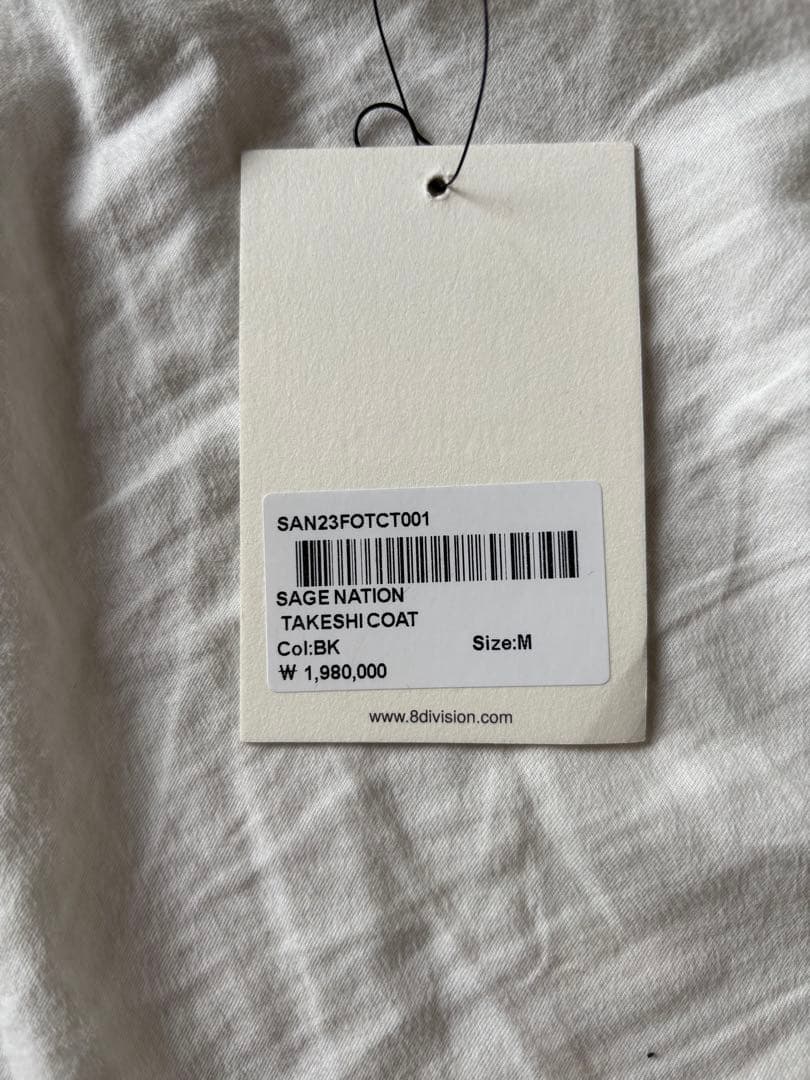 SAN23FOTCT001
SAGE NATION
TAKESHI COAT
Col:BK Size:M
₩ 1,980,000
www.8division.com